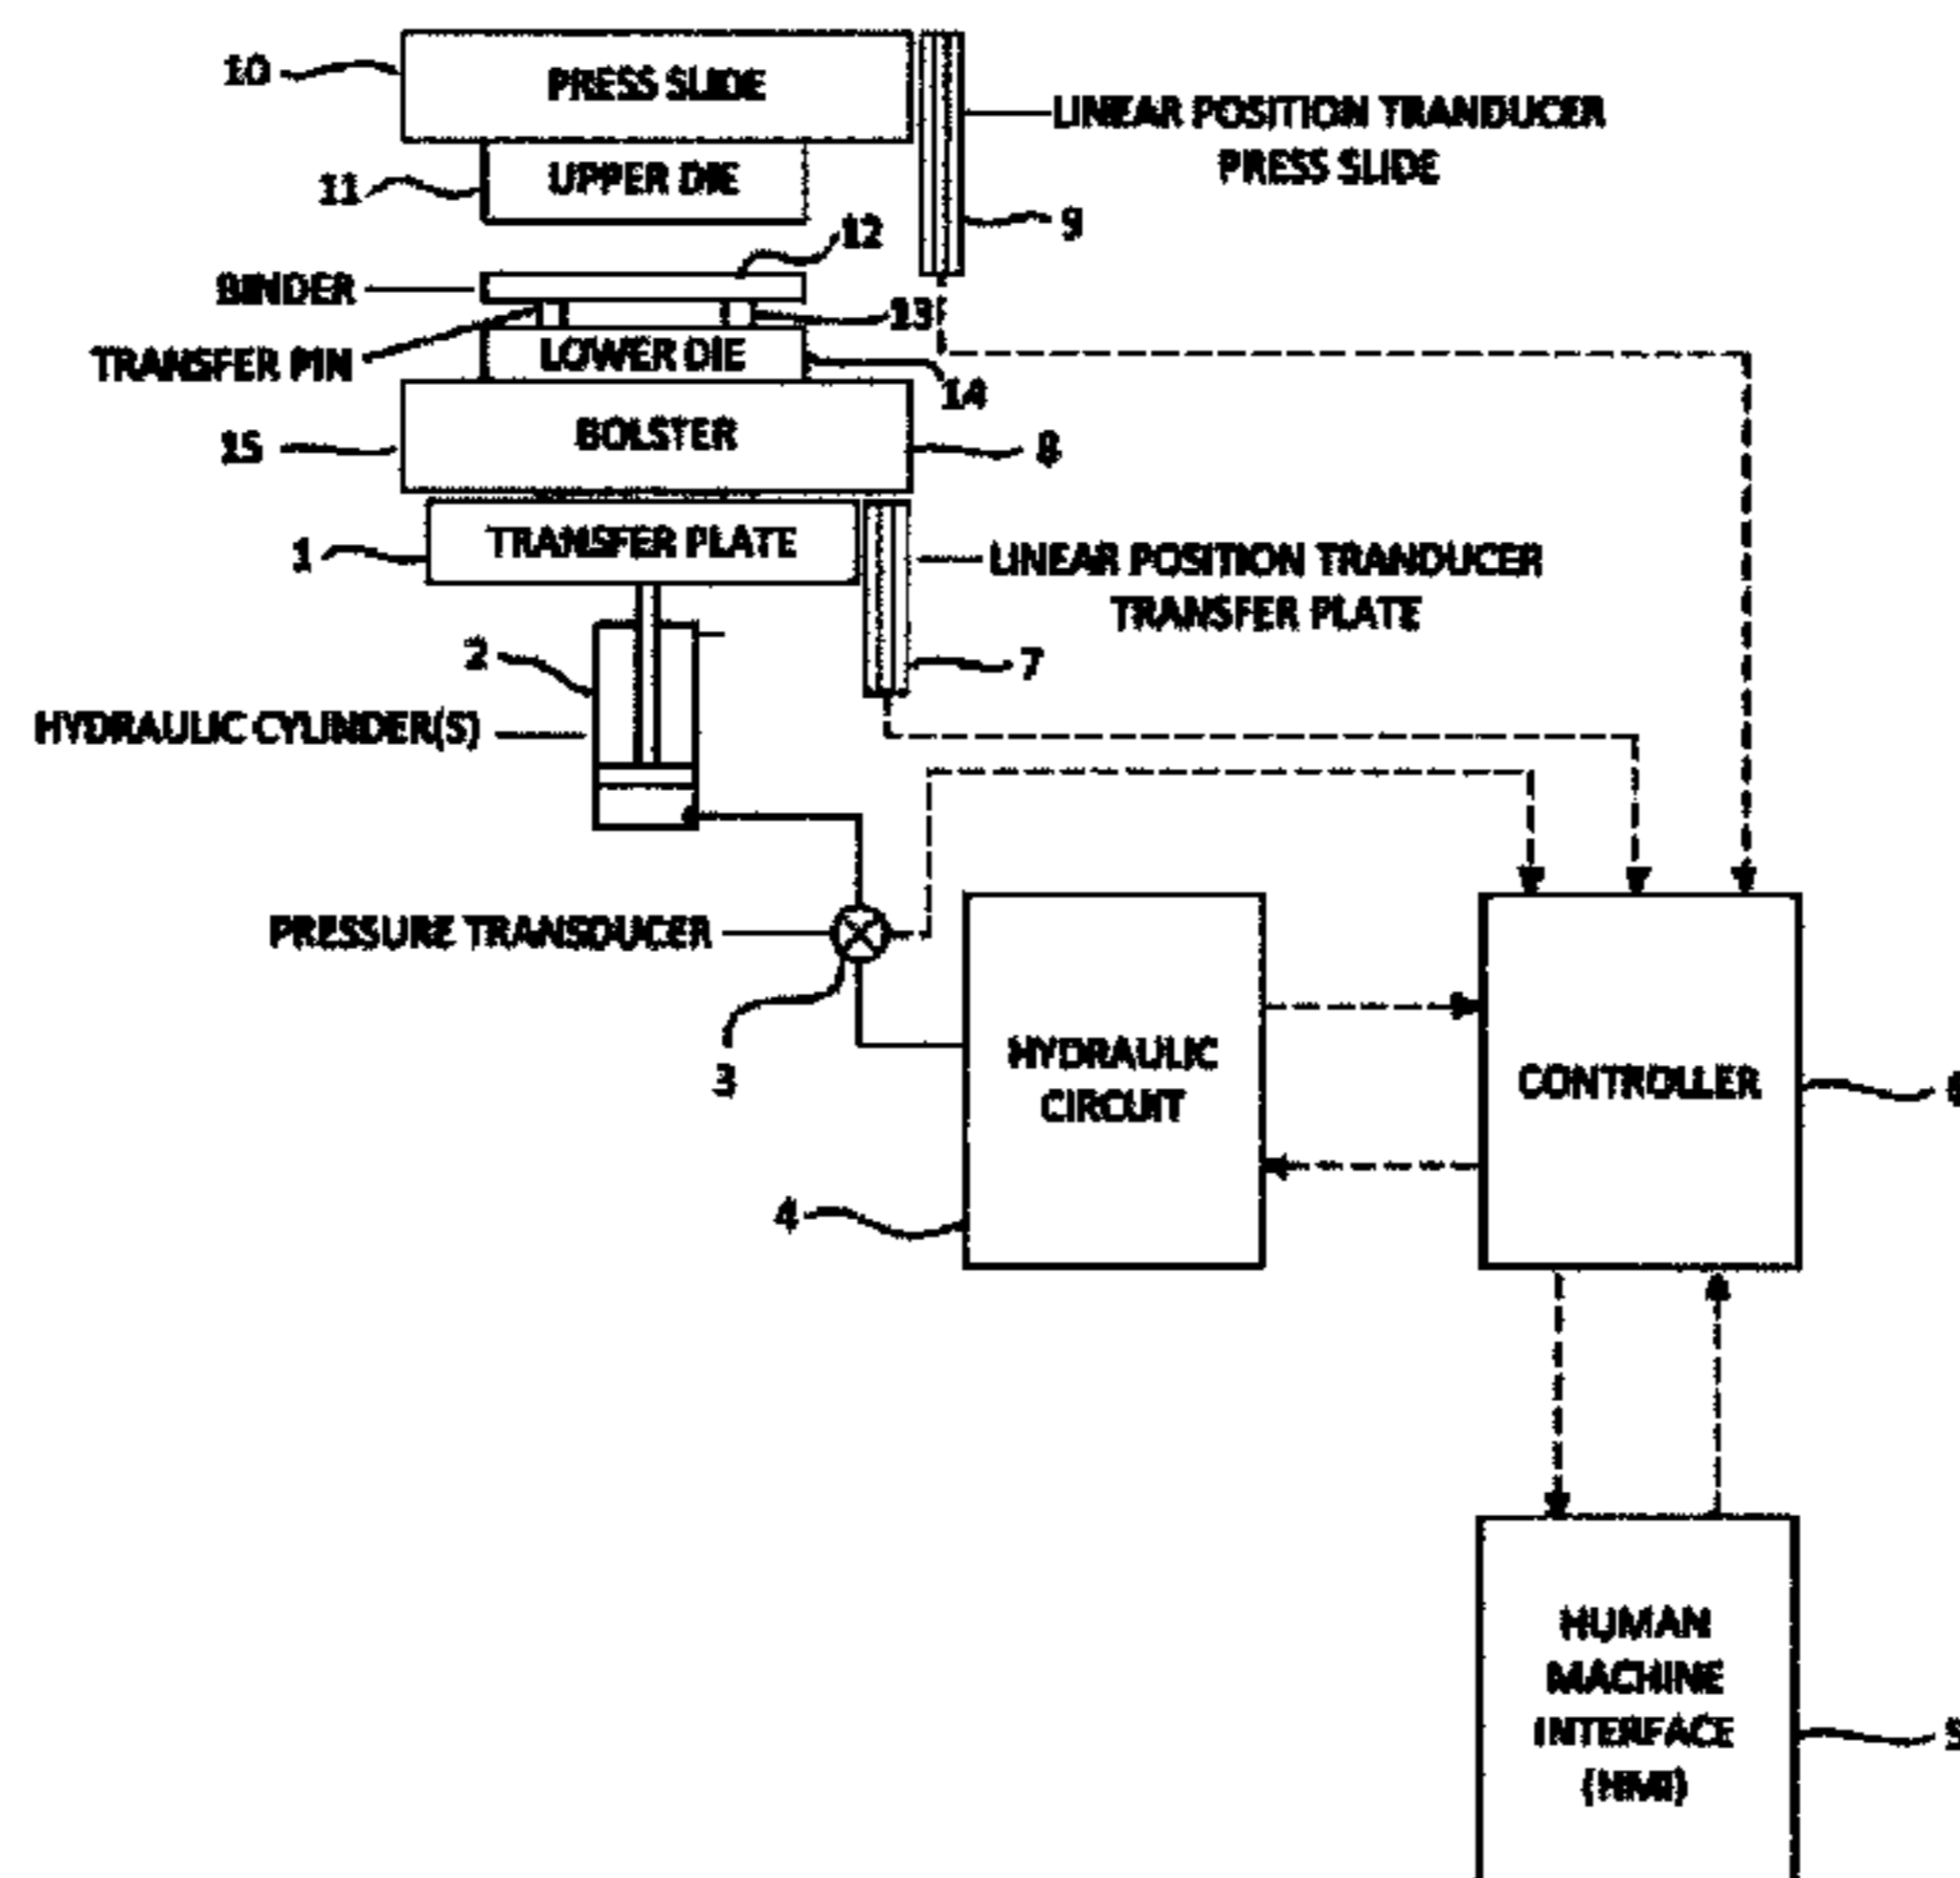 10
PRESS SLIDE
LINEAR POSITION TRANDUCER
PRESS SLIDE
11
UPPER DIE
12
9
BINDER
13
TRANSFER PIN
LOWER DIE
14
15
BOLSTER
8
1
TRANSFER PLATE
LINEAR POSITION TRANDUCER
TRANSFER PLATE
2
7
HYDRAULIC CYLINDER(S)
PRESSURE TRANSDUCER
3
HYDRAULIC
CIRCUIT
CONTROLLER
4
HUMAN
MACHINE
INTERFACE
(HMI)
5